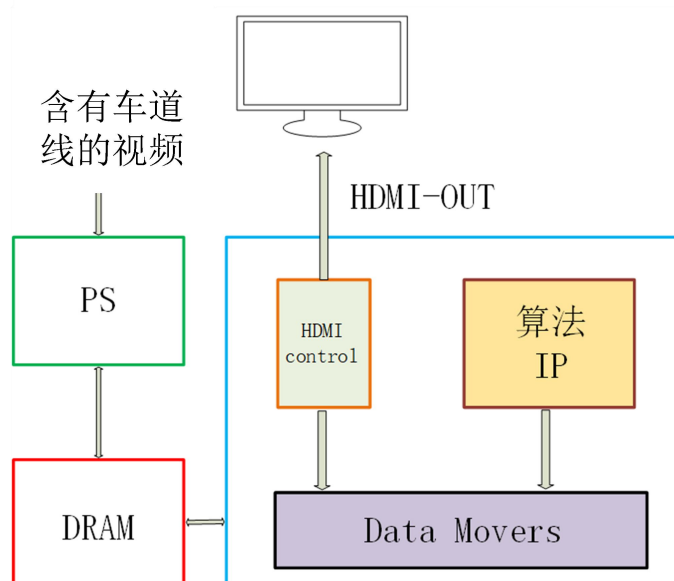 含有车道
线的视频
HDMI-OUT
PS
HDMI
control
算法
IP
DRAM
Data Movers